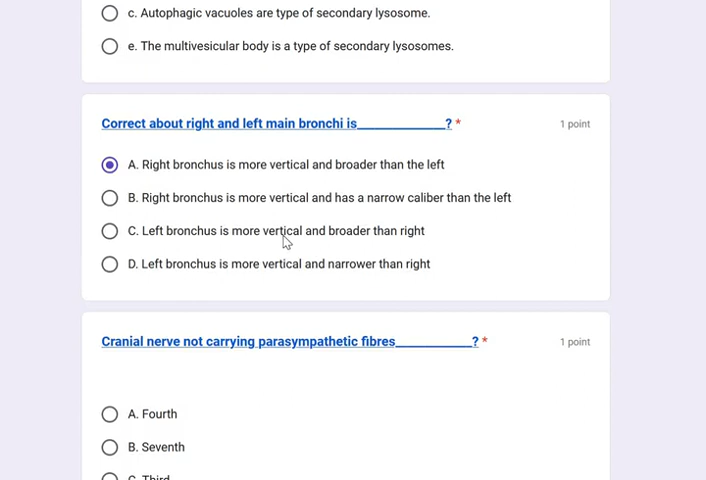 c. Autophagic vacuoles are type of secondary lysosome.
e. The multivesicular body is a type of secondary lysosomes.
Correct about right and left main bronchi is____________? *
1 point
A. Right bronchus is more vertical and broader than the left
B. Right bronchus is more vertical and has a narrow caliber than the left
C. Left bronchus is more vertical and broader than right
D. Left bronchus is more vertical and narrower than right
Cranial nerve not carrying parasympathetic fibres__________? *
1 point
A. Fourth
B. Seventh
C. Third